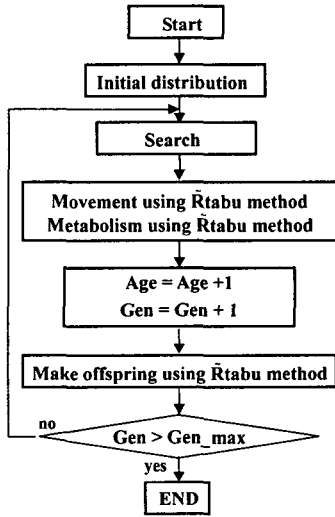 Start
Initial distribution
Search
Movement using R̃tabu method
Metabolism using R̃tabu method
Age = Age +1
Gen = Gen + 1
Make offspring using R̃tabu method
no
Gen > Gen_max
yes
END